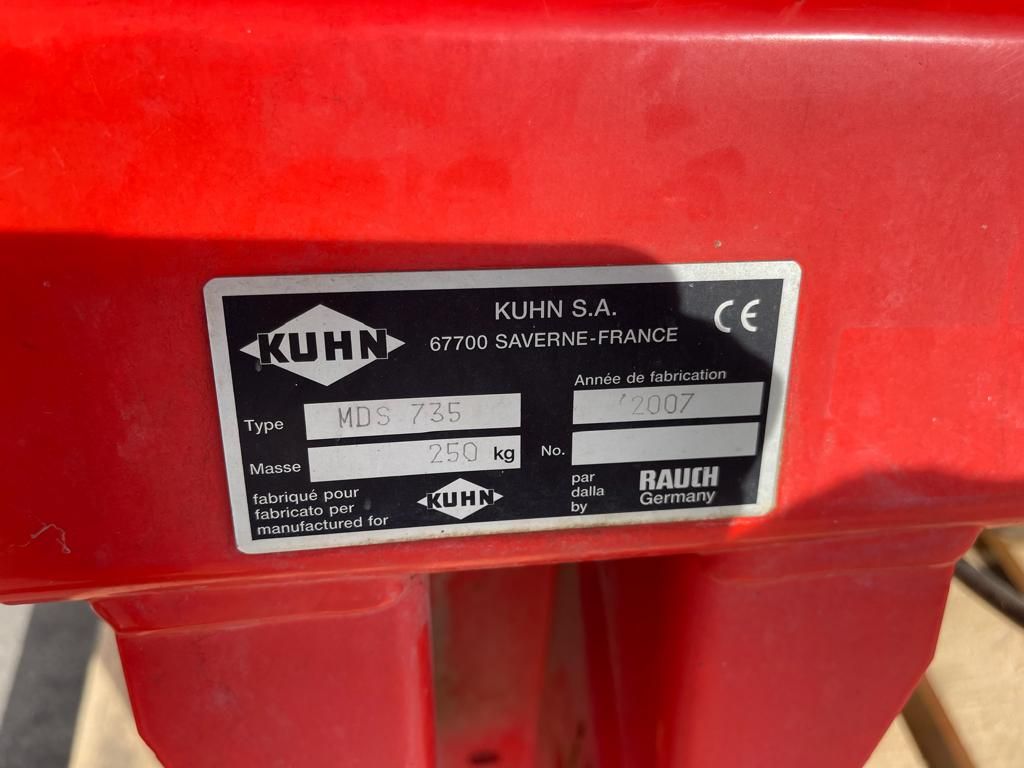 KUHN
KUHN S.A.
67700 SAVERNE-FRANCE
CE
Année de fabrication
Type MDS 735
2007
Masse 250 kg
No.
fabriqué pour
fabricato per
manufactured for
KUHN
par
dalla
by
RAUCH
Germany